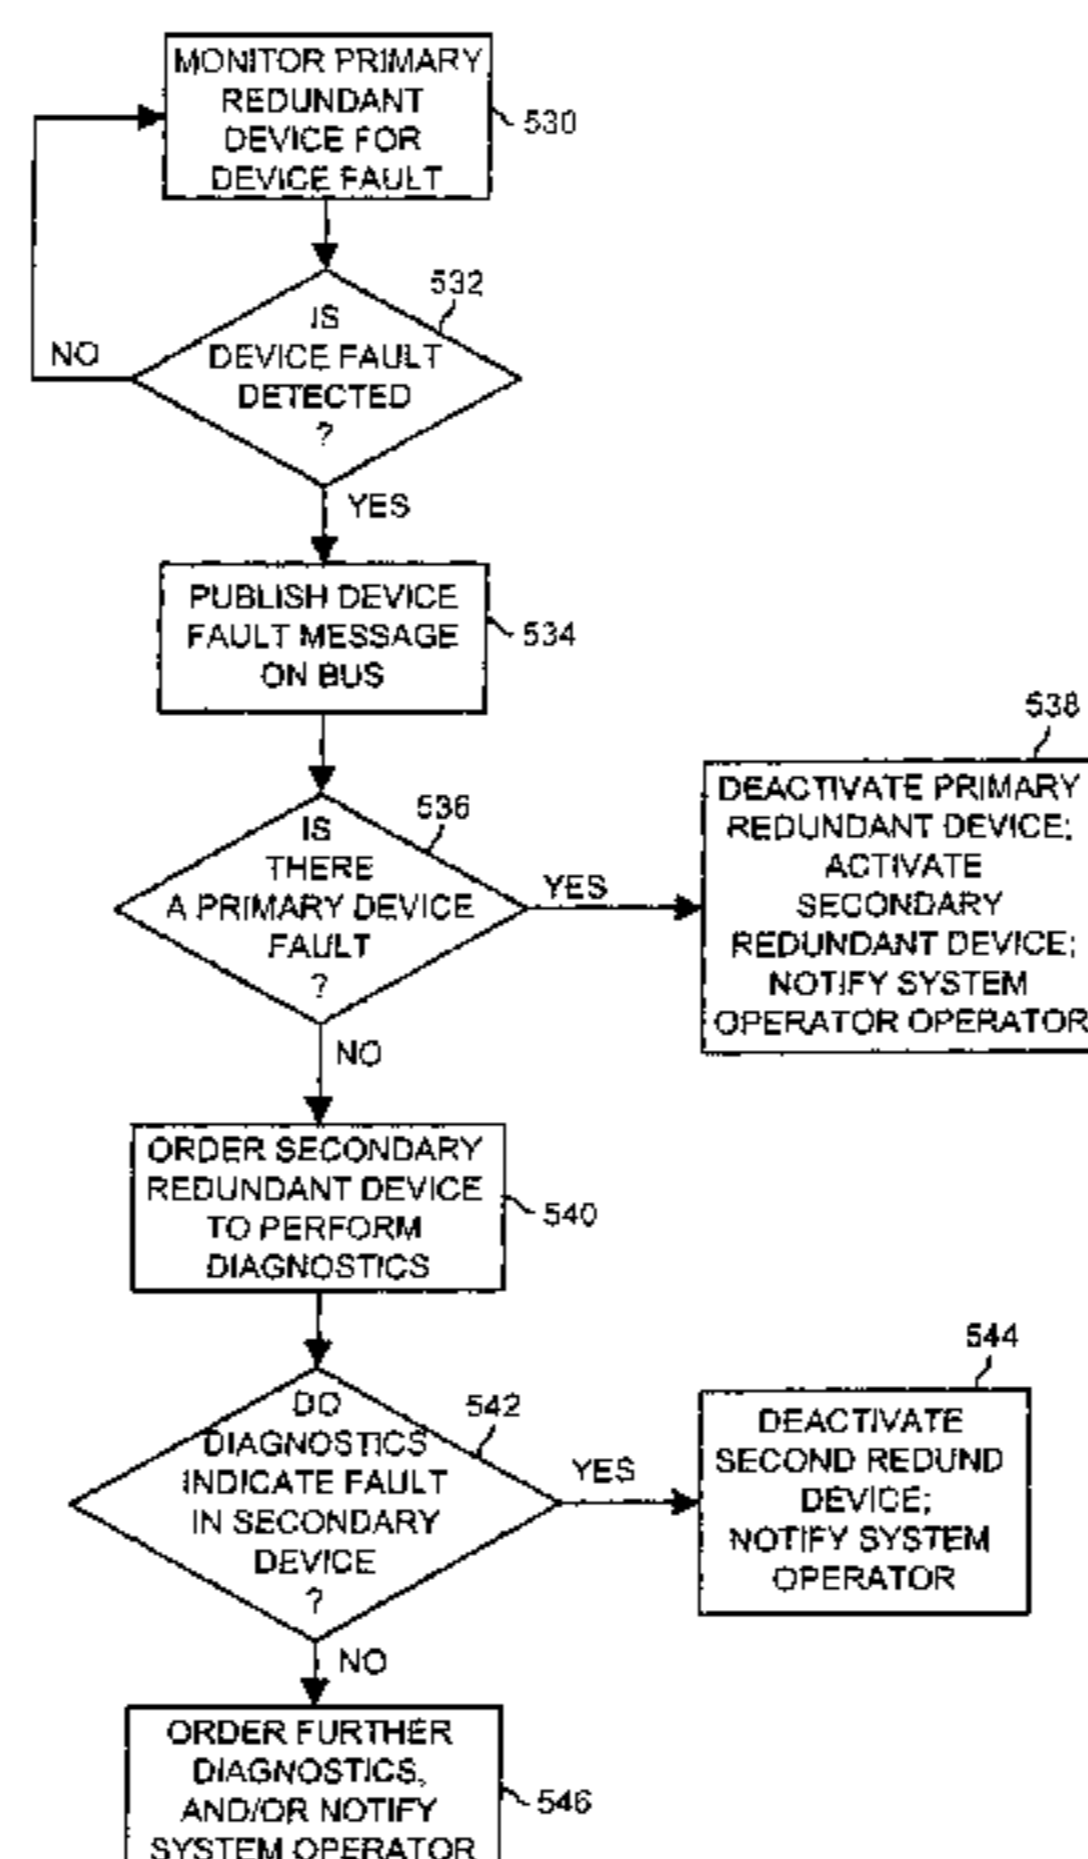 MONITOR PRIMARY
REDUNDANT
DEVICE FOR
DEVICE FAULT
530
532
IS
DEVICE FAULT
DETECTED
?
NO
YES
PUBLISH DEVICE
FAULT MESSAGE
ON BUS
534
536
IS
THERE
A PRIMARY DEVICE
FAULT
?
YES
538
DEACTIVATE PRIMARY
REDUNDANT DEVICE;
ACTIVATE
SECONDARY
REDUNDANT DEVICE;
NOTIFY SYSTEM
OPERATOR OPERATOR
NO
ORDER SECONDARY
REDUNDANT DEVICE
TO PERFORM
DIAGNOSTICS
540
542
DO
DIAGNOSTICS
INDICATE FAULT
IN SECONDARY
DEVICE
?
YES
544
DEACTIVATE
SECOND REDUND
DEVICE;
NOTIFY SYSTEM
OPERATOR
NO
ORDER FURTHER
DIAGNOSTICS,
AND/OR NOTIFY
SYSTEM OPERATOR
546